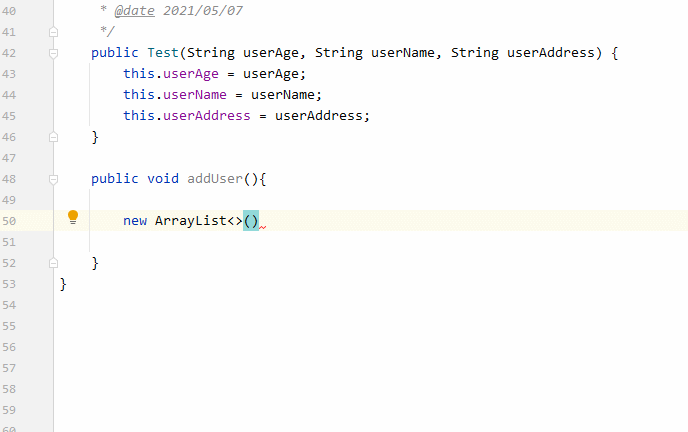 40 * @date 2021/05/07
41 */
42 public Test(String userAge, String userName, String userAddress) {
43 this.userAge = userAge;
44 this.userName = userName;
45 this.userAddress = userAddress;
46 }
47
48 public void addUser(){
49
50 new ArrayList<>()
51
52 }
53 }
54
55
56
57
58
59
60